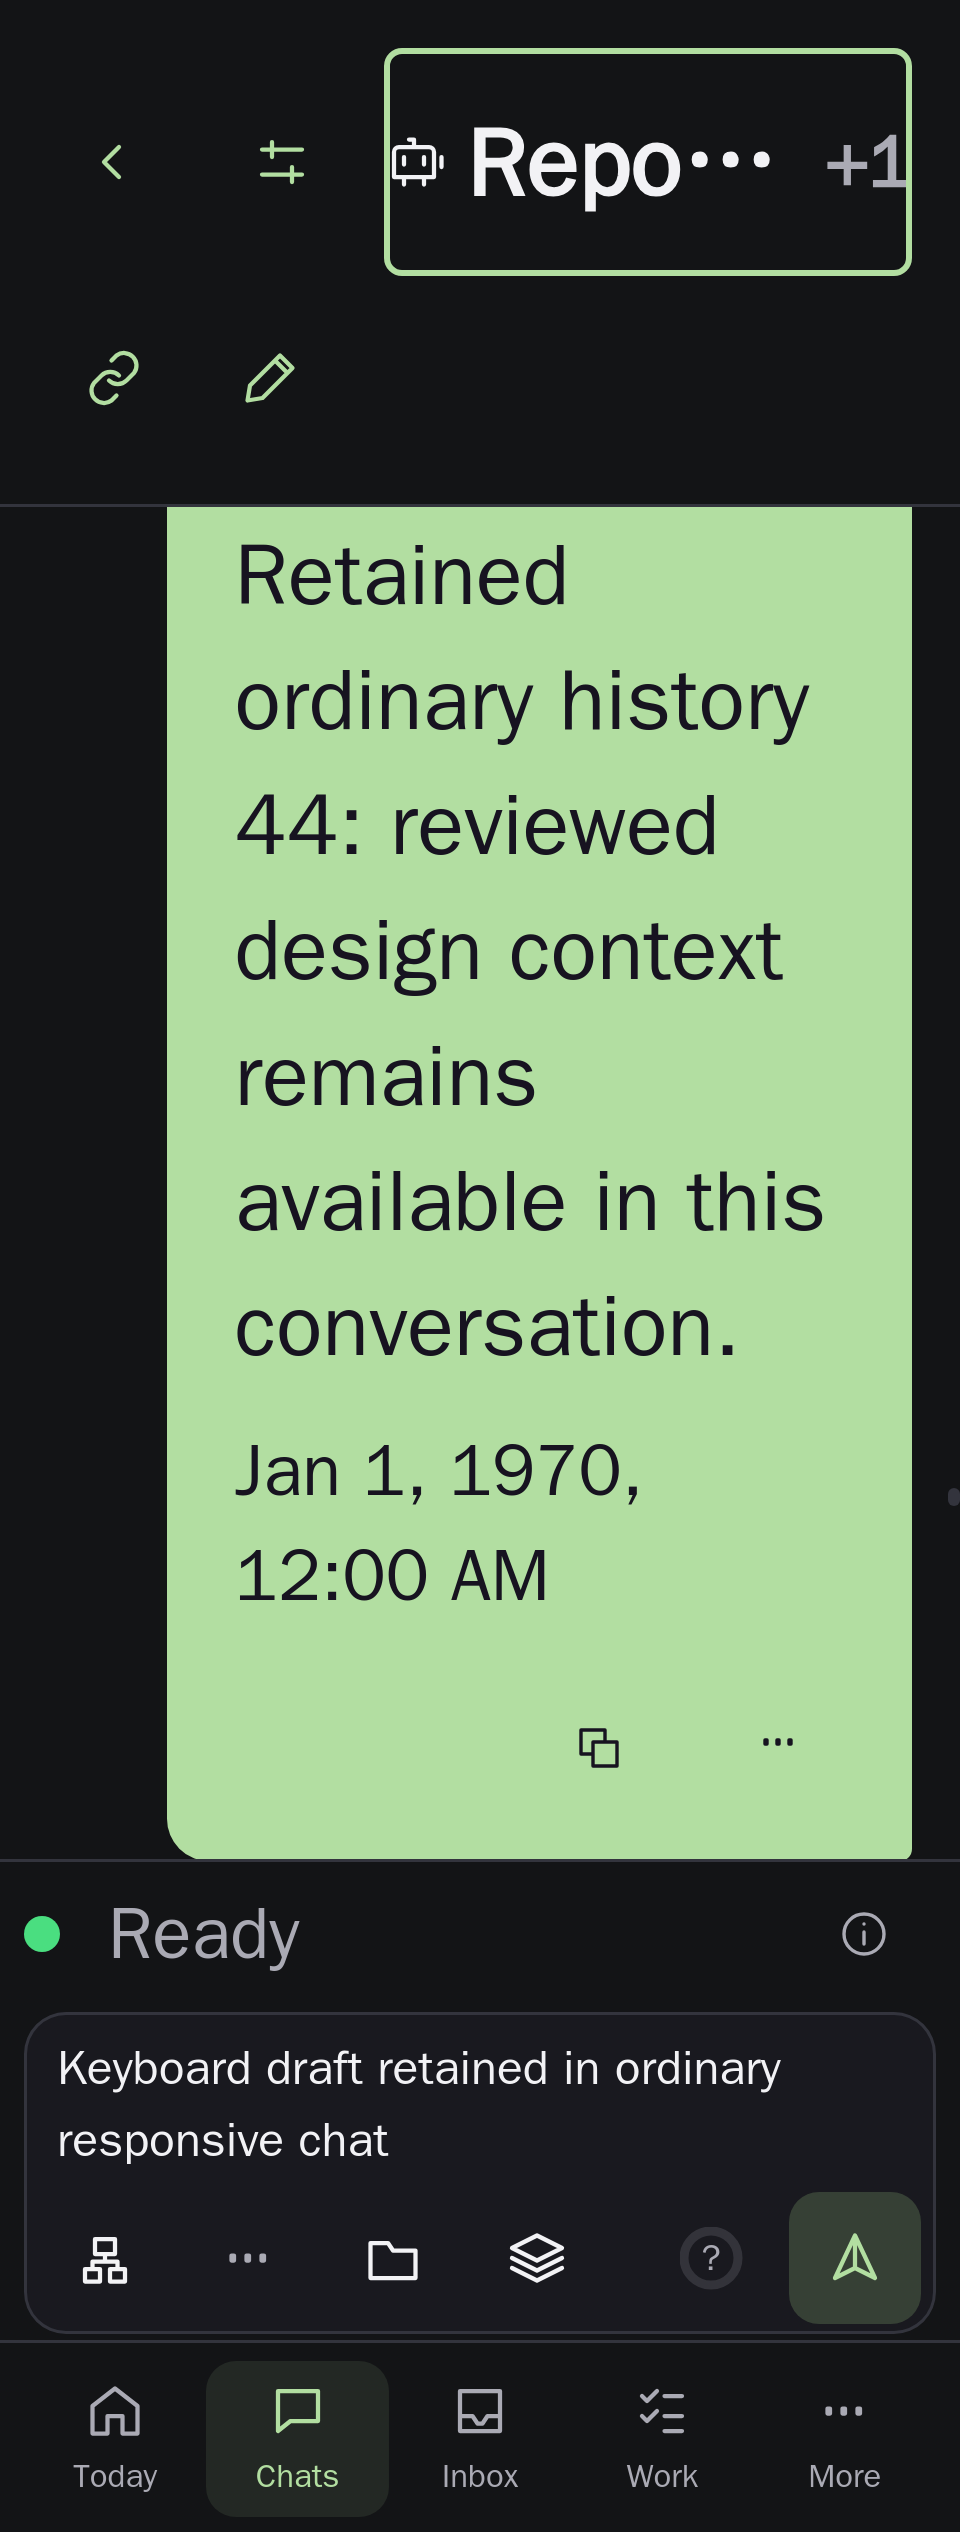 Repo... +1
Retained
ordinary history
44: reviewed
design context
remains
available in this
conversation.
Jan 1, 1970,
12:00 AM
Ready
Keyboard draft retained in ordinary
responsive chat
?
Today
Chats
Inbox
Work
More